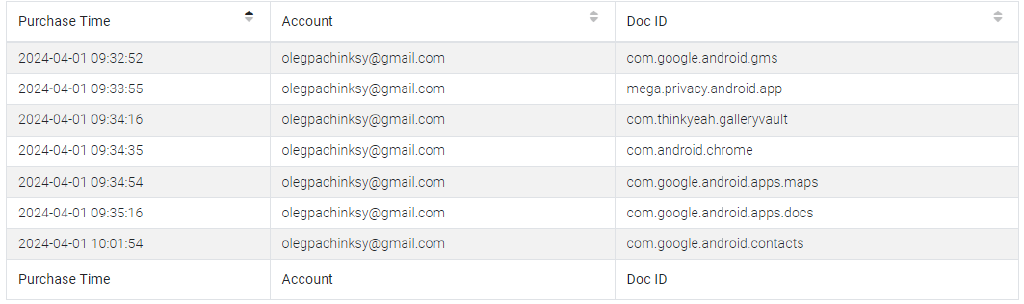 Purchase Time Account Doc ID
2024-04-01 09:32:52 olegpachinksy@gmail.com com.google.android.gms
2024-04-01 09:33:55 olegpachinksy@gmail.com mega.privacy.android.app
2024-04-01 09:34:16 olegpachinksy@gmail.com com.thinkyeah.galleryvault
2024-04-01 09:34:35 olegpachinksy@gmail.com com.android.chrome
2024-04-01 09:34:54 olegpachinksy@gmail.com com.google.android.apps.maps
2024-04-01 09:35:16 olegpachinksy@gmail.com com.google.android.apps.docs
2024-04-01 10:01:54 olegpachinksy@gmail.com com.google.android.contacts
Purchase Time Account Doc ID